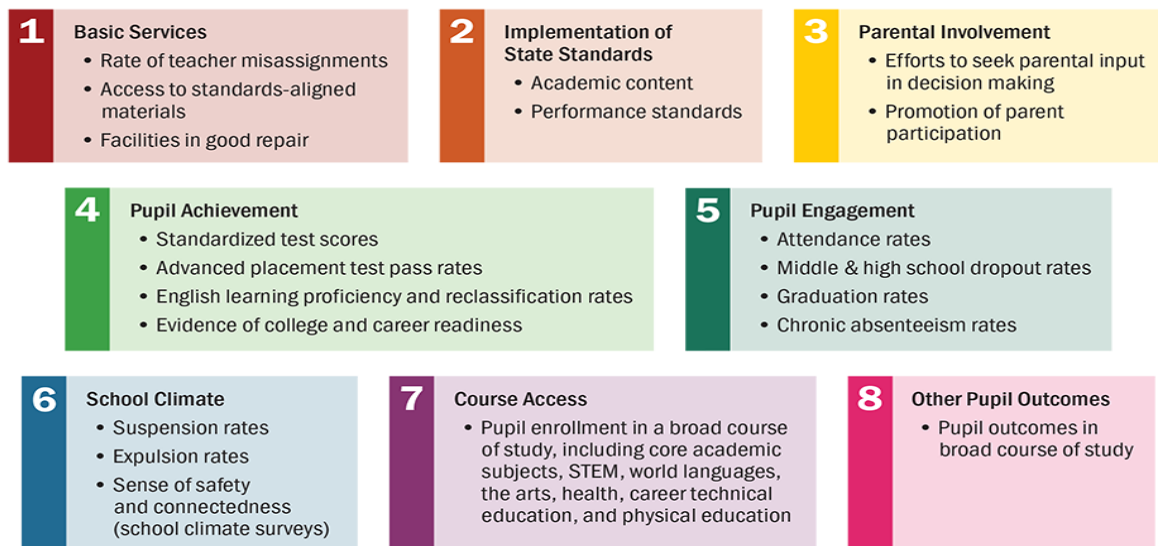 1
Basic Services
• Rate of teacher misassignments
• Access to standards-aligned
materials
• Facilities in good repair
2
Implementation of
State Standards
• Academic content
• Performance standards
3
Parental Involvement
• Efforts to seek parental input
in decision making
• Promotion of parent
participation
4
Pupil Achievement
• Standardized test scores
• Advanced placement test pass rates
• English learning proficiency and reclassification rates
• Evidence of college and career readiness
5
Pupil Engagement
• Attendance rates
• Middle & high school dropout rates
• Graduation rates
• Chronic absenteeism rates
6
School Climate
• Suspension rates
• Expulsion rates
• Sense of safety
and connectedness
(school climate surveys)
7
Course Access
• Pupil enrollment in a broad course
of study, including core academic
subjects, STEM, world languages,
the arts, health, career technical
education, and physical education
8
Other Pupil Outcomes
• Pupil outcomes in
broad course of study